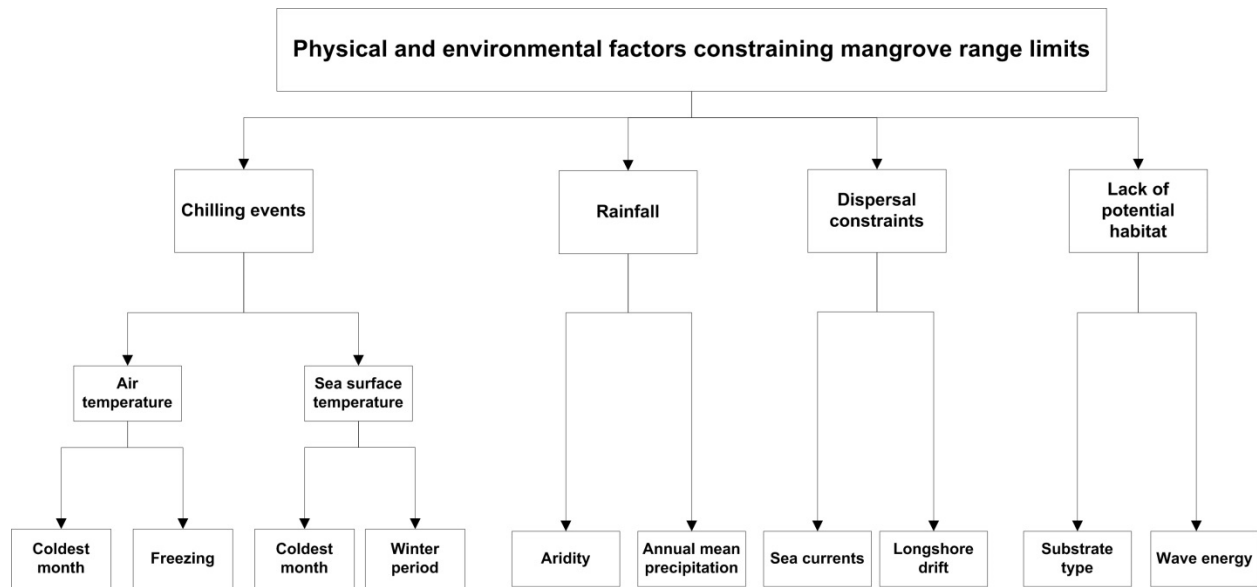 Physical and environmental factors constraining mangrove range limits
Chilling events
Rainfall
Dispersal
constraints
Lack of
potential
habitat
Air
temperature
Sea surface
temperature
Coldest
month
Freezing
Coldest
month
Winter
period
Aridity
Annual mean
precipitation
Sea currents
Longshore
drift
Substrate
type
Wave energy